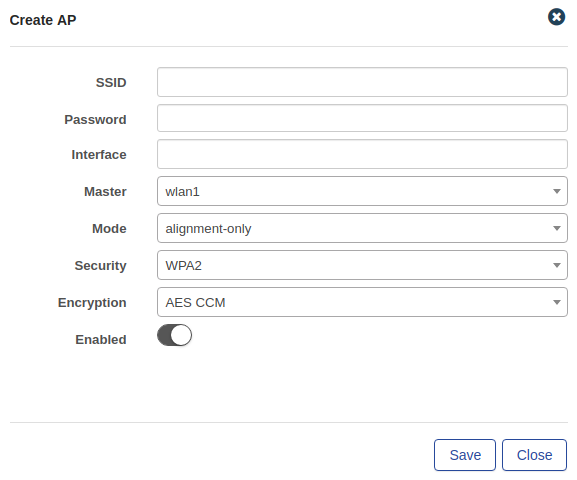 Create AP
SSID
Password
Interface
Master wlan1
Mode alignment-only
Security WPA2
Encryption AES CCM
Enabled
Save Close